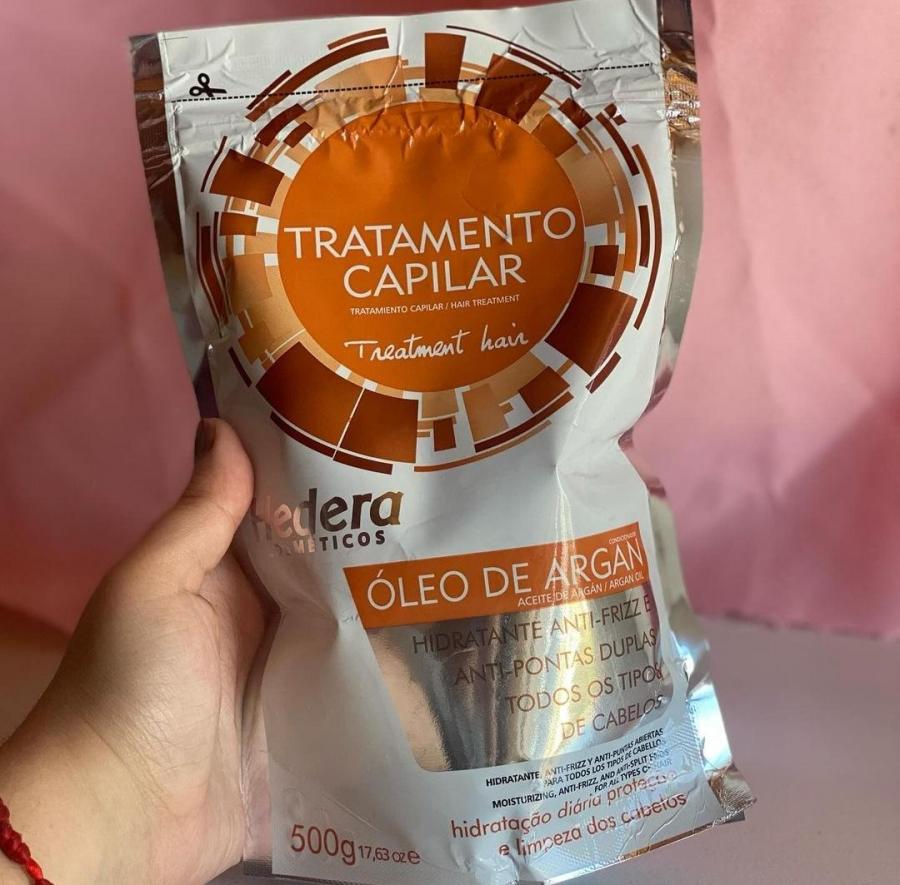 TRATAMENTO
CAPILAR
TRATAMIENTO CAPILAR / HAIR TREATMENT
Treatment hair
Hedera
COSMÉTICOS
CONDICIONADOR
ÓLEO DE ARGAN
ACEITE DE ARGÁN / ARGAN OIL
HIDRATANTE ANTI-FRIZZ E
ANTI-PONTAS DUPLAS
TODOS OS TIPOS
DE CABELOS
HIDRATANTE, ANTI-FRIZZ Y ANTI-PUNTAS ABIERTAS
PARA TODOS LOS TIPOS DE CABELLOS
MOISTURIZING, ANTI-FRIZZ, AND ANTI-SPLIT ENDS
FOR ALL TYPES OF HAIR
hidratação diária proteção
e limpeza dos cabelos
500g 17,63 oz e